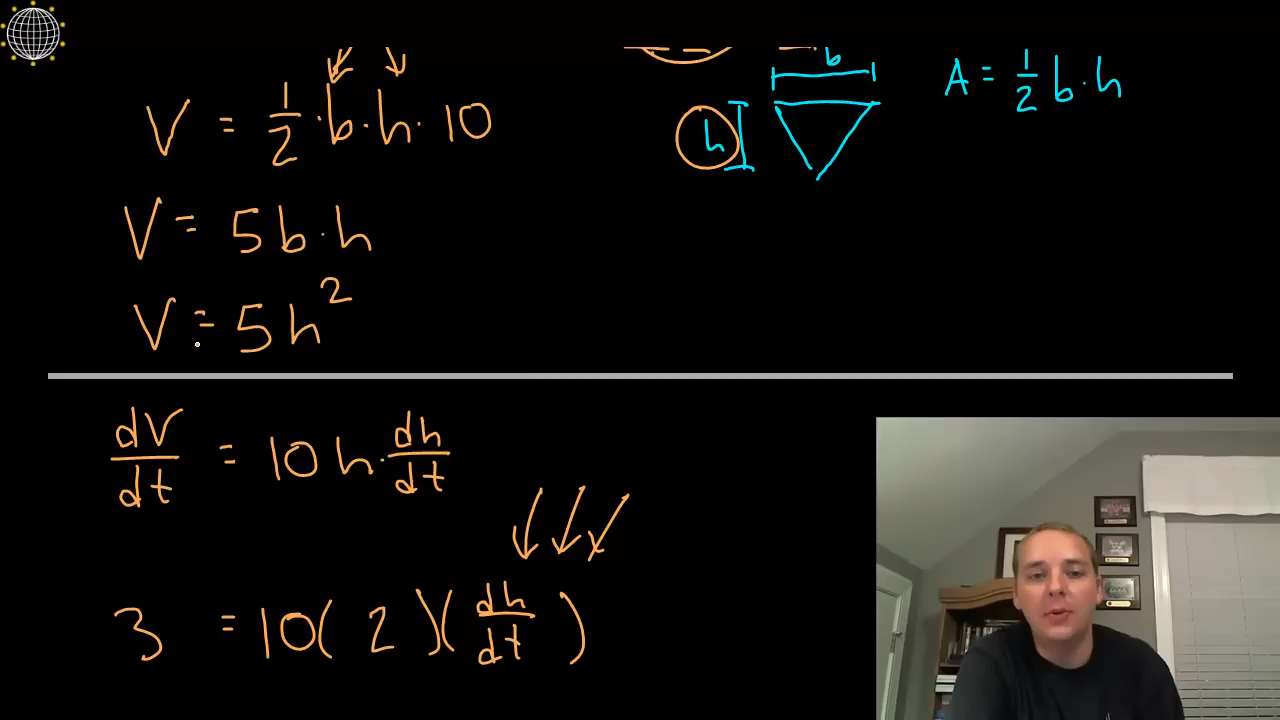 V = 1/2 · b · h · 10
b
A = 1/2 b · h
h
V = 5 b · h
V = 5 h²
dV/dt = 10 h · dh/dt
3 = 10( 2 )( dh/dt )